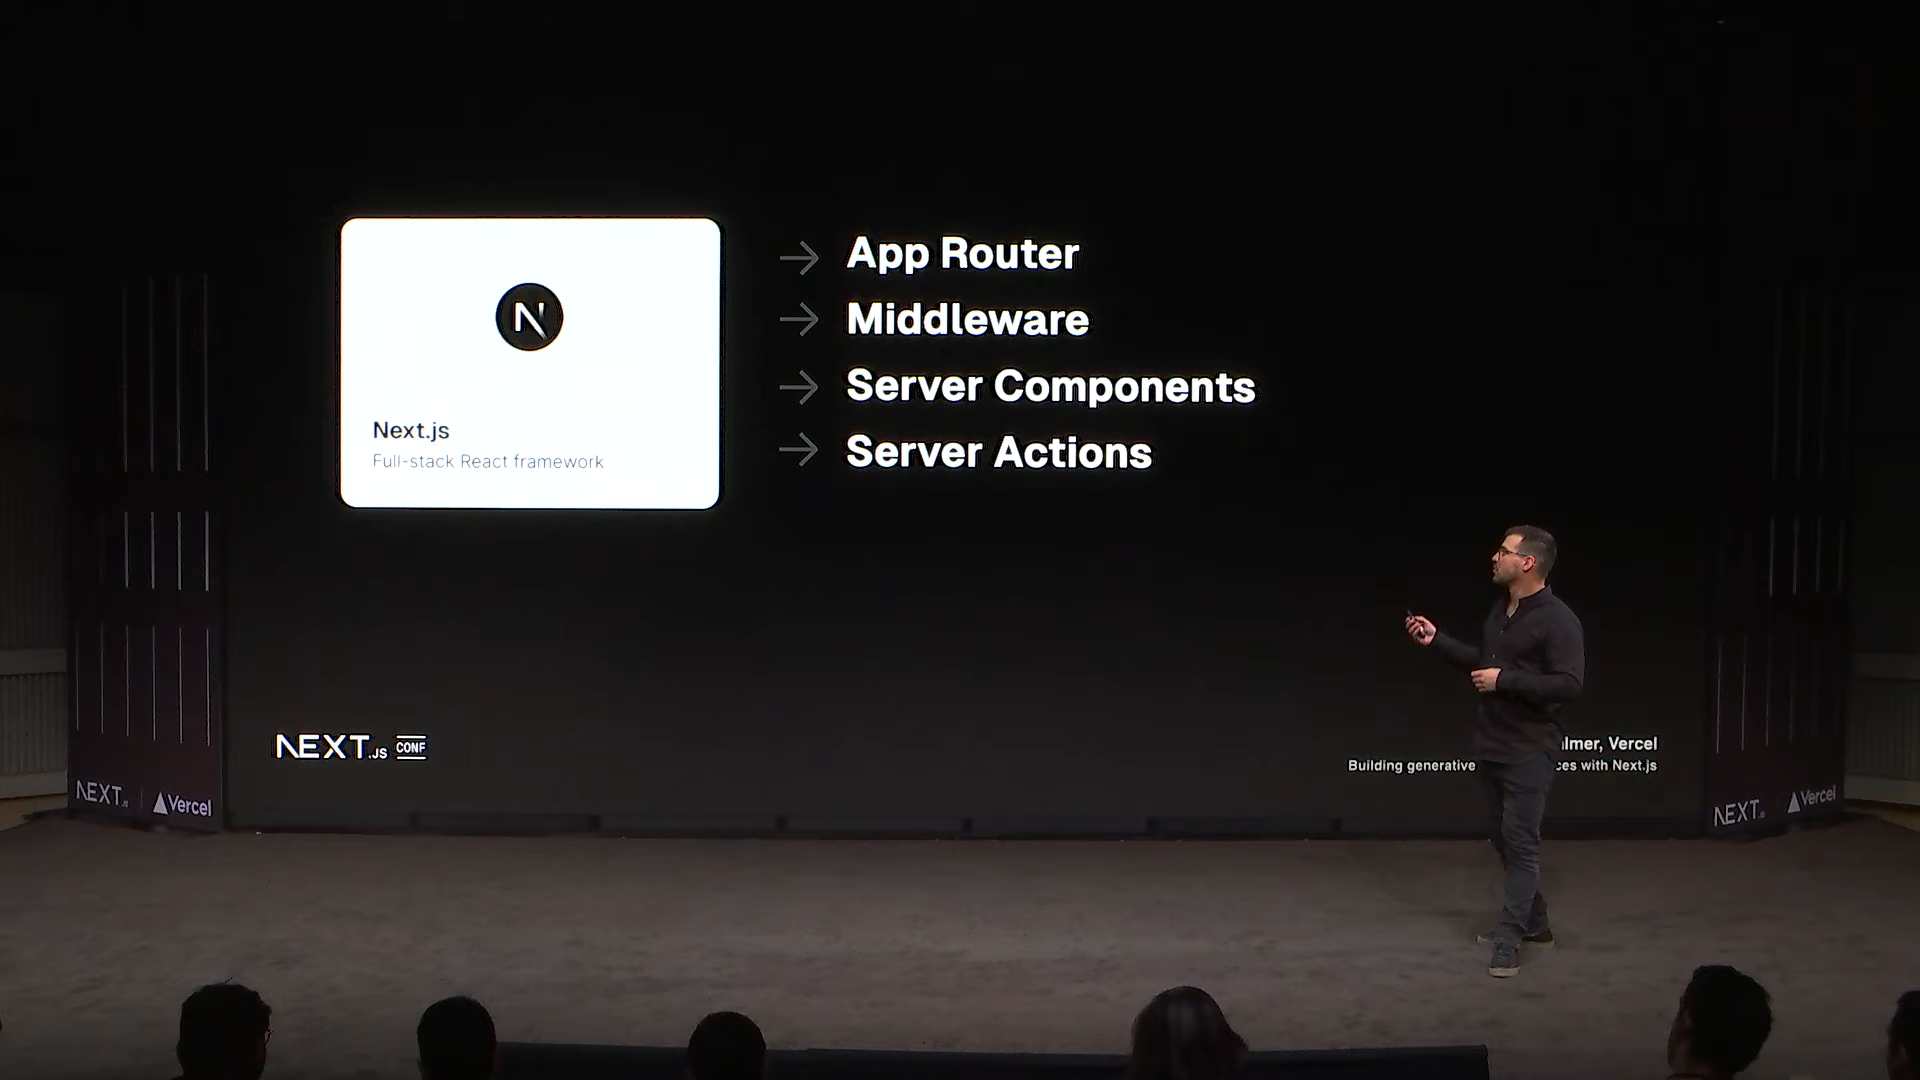 App Router
Middleware
Server Components
Server Actions
Next.js
Full-stack React framework
NEXT.JS CONF
lmer, Vercel
Building generative ces with Next.js
NEXT.JS Vercel
NEXT.JS Vercel